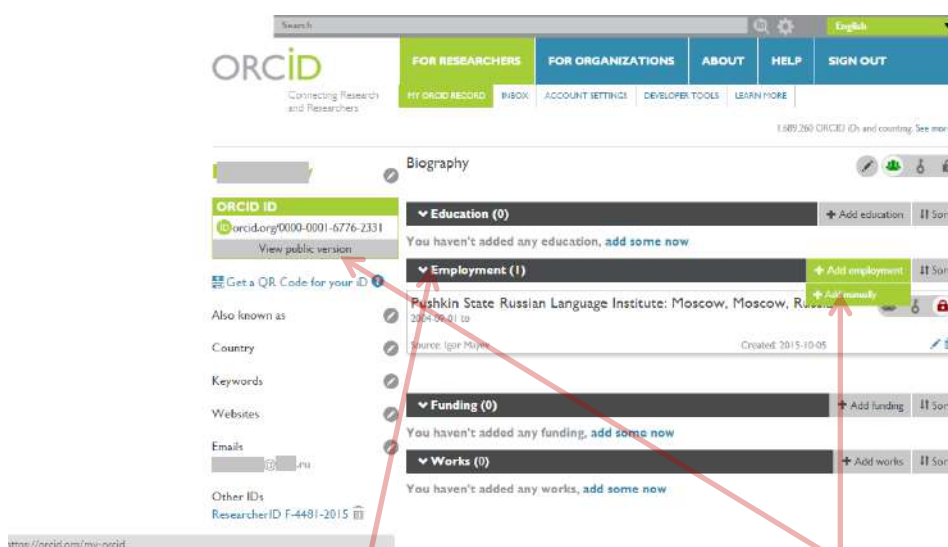 Search
English
ORCID
Connecting Research
and Researchers
FOR RESEARCHERS FOR ORGANIZATIONS ABOUT HELP SIGN OUT
MY ORCID RECORD INBOX ACCOUNT SETTINGS DEVELOPER TOOLS LEARN MORE
1,689,260 ORCID iDs and counting. See mor
Biography
ORCID ID
orcid.org/0000-0001-6776-2331
View public version
Get a QR Code for your iD
Also known as
Country
Keywords
Websites
Emails
@ .ru
Other IDs
ResearcherID F-4481-2015
Education (0) + Add education Sor
You haven't added any education, add some now
Employment (1) + Add employment Sor
+ Add manually
Pushkin State Russian Language Institute: Moscow, Moscow,
2004-09-01 to
Source: Igor Created: 2015-10-05
Funding (0) + Add funding Sor
You haven't added any funding, add some now
Works (0) + Add works Sor
You haven't added any works, add some now
https://orcid.org/my-orcid